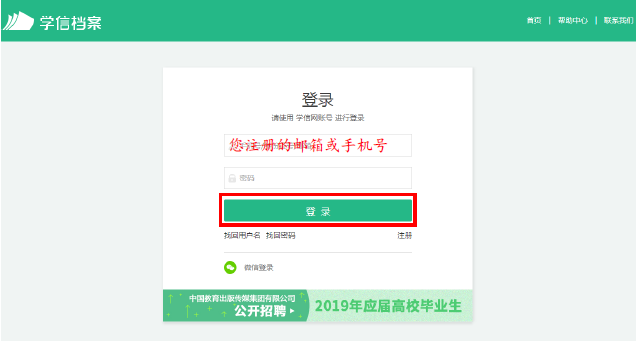 学信档案
首页 | 帮助中心 | 联系我们
登录
请使用 学信网账号 进行登录
您注册的邮箱或手机号
密码
登 录
找回用户名 找回密码 注册
微信登录
中国教育出版传媒集团有限公司
公开招聘
2019年应届高校毕业生